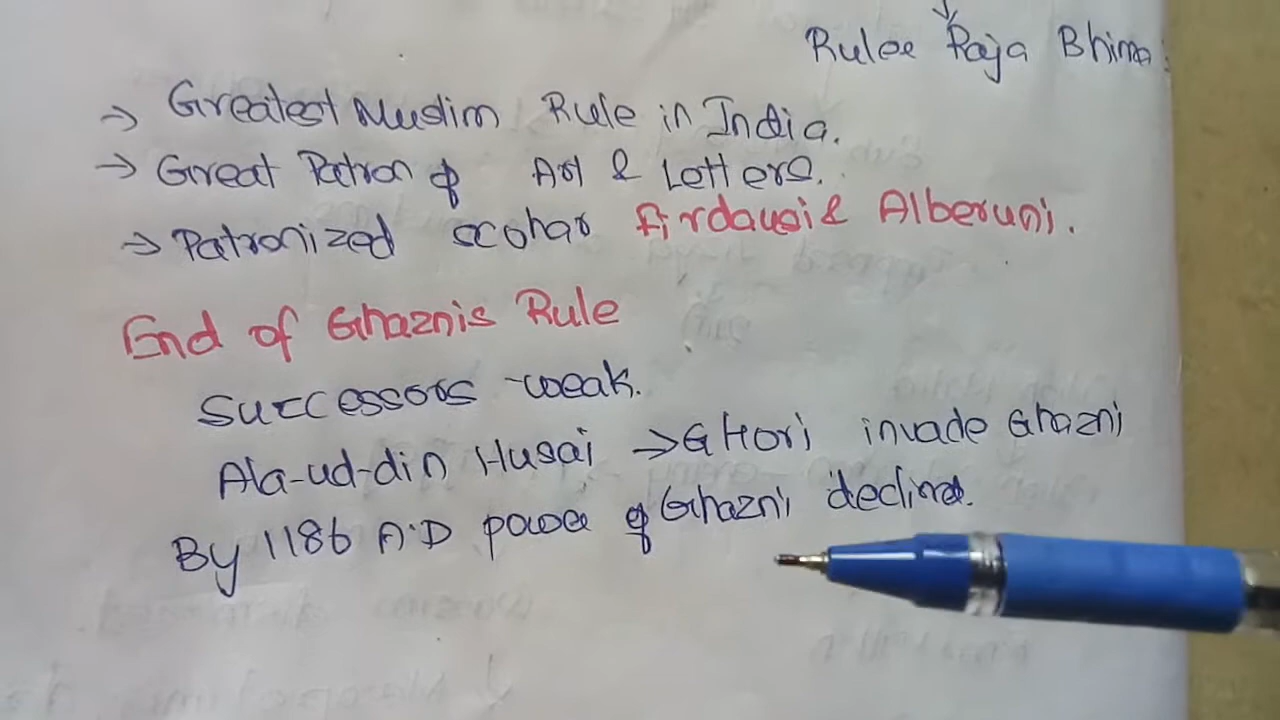 Ruler Raja Bhima:
→ Greatest Muslim Rule in India.
→ Great Patron of Art & Letters.
→ Patronized scohar Firdausi & Alberuni.
End of Ghaznis Rule
Successors - weak.
Ala-ud-din Husai → GHori invade Ghazni
By 1186 A.D power of Ghazni declined.